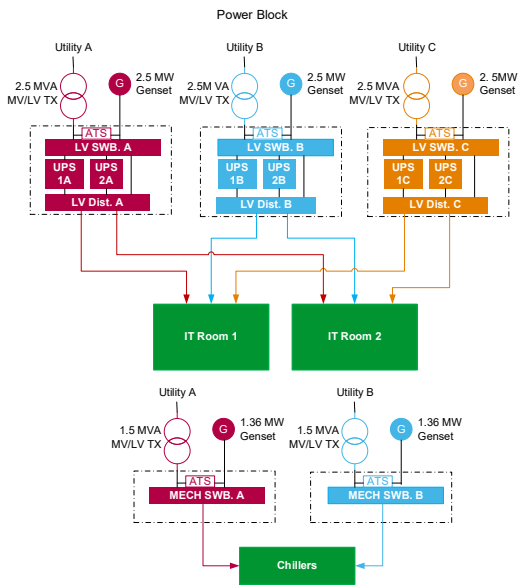 Power Block
Utility A
Utility B
Utility C
2.5 MVA
MV/LV TX
G
2.5 MW
Genset
2.5M VA
MV/LV TX
G
2.5 MW
Genset
2.5 MVA
MV/LV TX
G
2. 5MW
Genset
ATS
LV SWB. A
UPS
1A
UPS
2A
LV Dist. A
ATS
LV SWB. B
UPS
1B
UPS
2B
LV Dist. B
ATS
LV SWB. C
UPS
1C
UPS
2C
LV Dist. C
IT Room 1
IT Room 2
Utility A
Utility B
1.5 MVA
MV/LV TX
G
1.36 MW
Genset
1.5 MVA
MV/LV TX
G
1.36 MW
Genset
ATS
MECH SWB. A
ATS
MECH SWB. B
Chillers